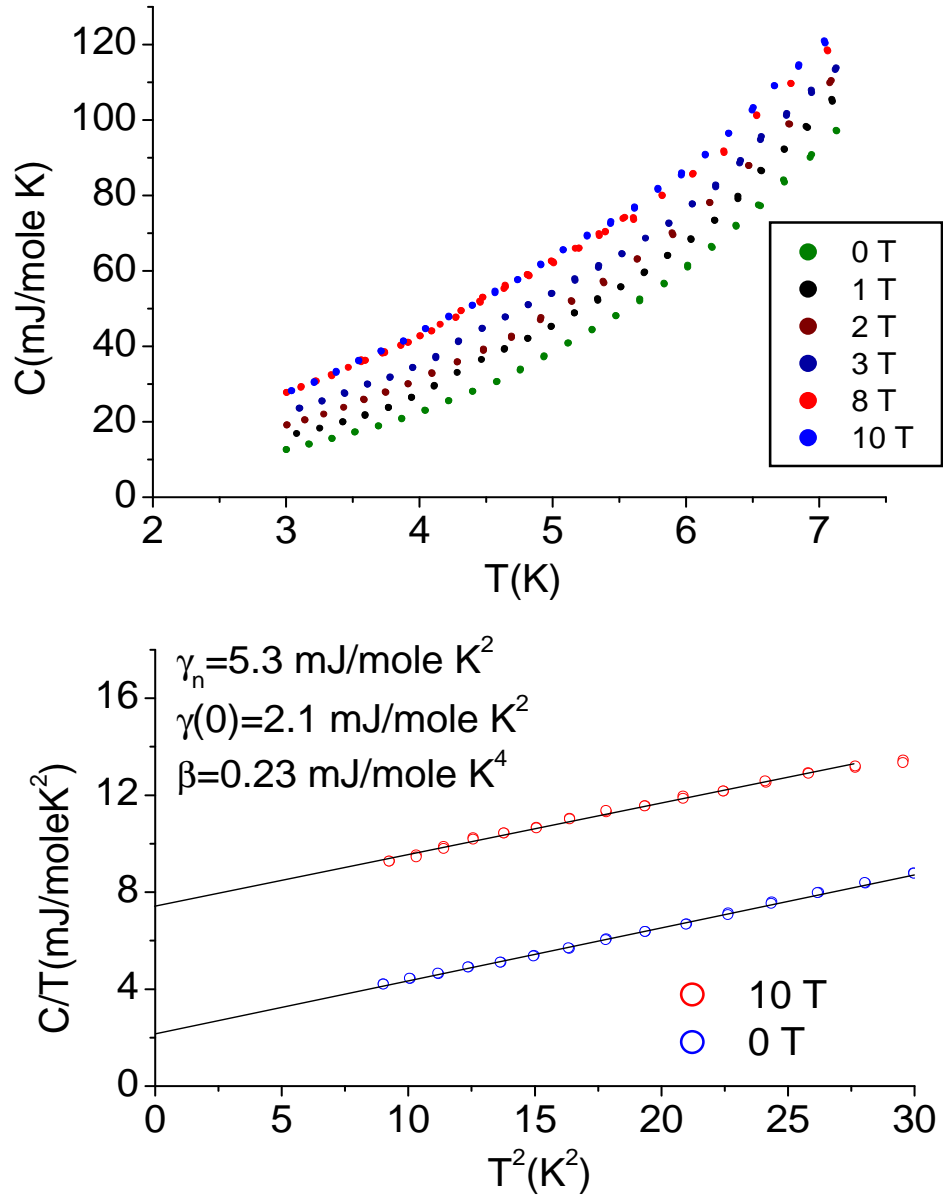 120
100
80
60
40
20
0
C(mJ/mole K)
0 T
1 T
2 T
3 T
8 T
10 T
2 3 4 5 6 7
T(K)
γn=5.3 mJ/mole K²
γ(0)=2.1 mJ/mole K²
β=0.23 mJ/mole K⁴
16
12
8
4
0
C/T(mJ/moleK²)
10 T
0 T
0 5 10 15 20 25 30
T²(K²)